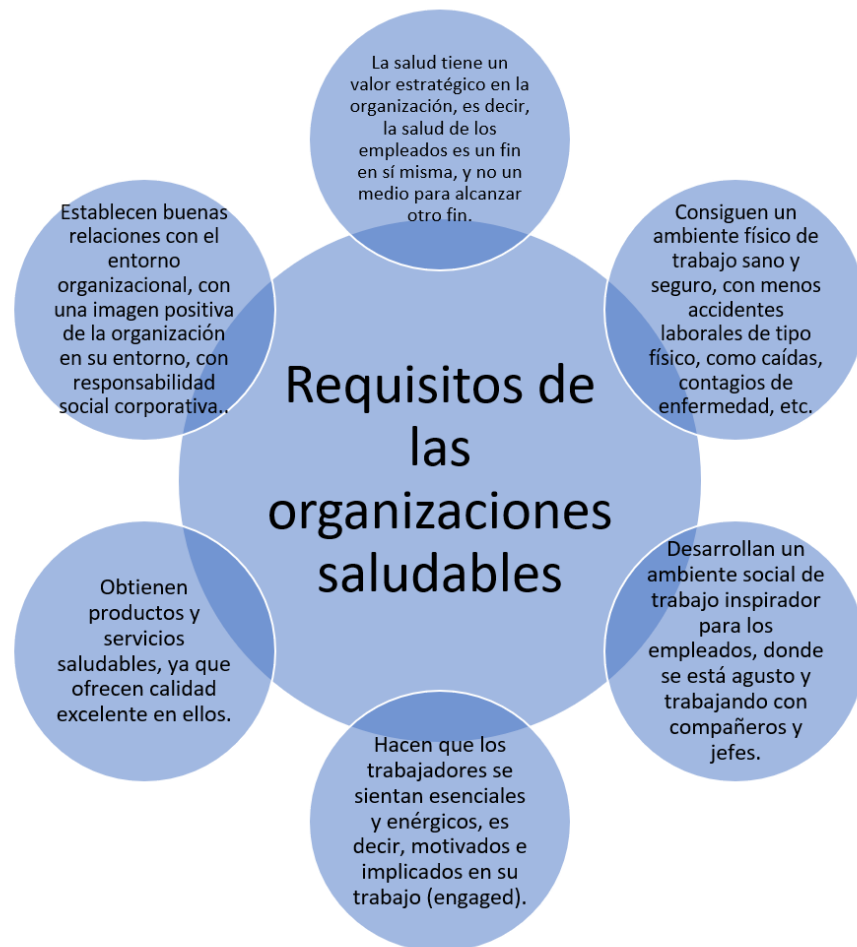 La salud tiene un
valor estratégico en la
organización, es decir,
la salud de los
empleados es un fin
en sí misma, y no un
medio para alcanzar
otro fin.
Establecen buenas
relaciones con el
entorno
organizacional, con
una imagen positiva
de la organización
en su entorno, con
responsabilidad
social corporativa..
Consiguen un
ambiente físico de
trabajo sano y
seguro, con menos
accidentes
laborales de tipo
físico, como caídas,
contagios de
enfermedad, etc.
Requisitos de
las
organizaciones
saludables
Obtienen
productos y
servicios
saludables, ya que
ofrecen calidad
excelente en ellos.
Desarrollan un
ambiente social de
trabajo inspirador
para los
empleados, donde
se está agusto y
trabajando con
compañeros y
jefes.
Hacen que los
trabajadores se
sientan esenciales
y enérgicos, es
decir, motivados e
implicados en su
trabajo (engaged).